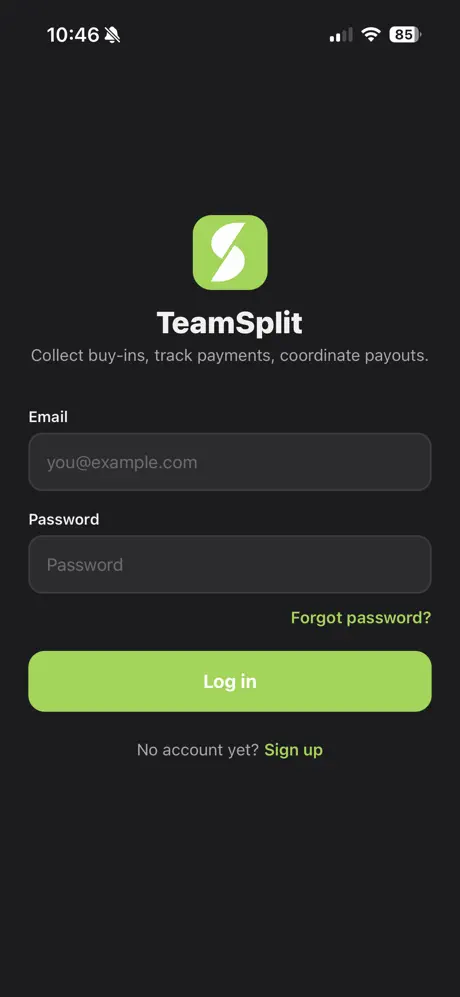 10:46
85
TeamSplit
Collect buy-ins, track payments, coordinate payouts.
Email
you@example.com
Password
Password
Forgot password?
Log in
No account yet? Sign up